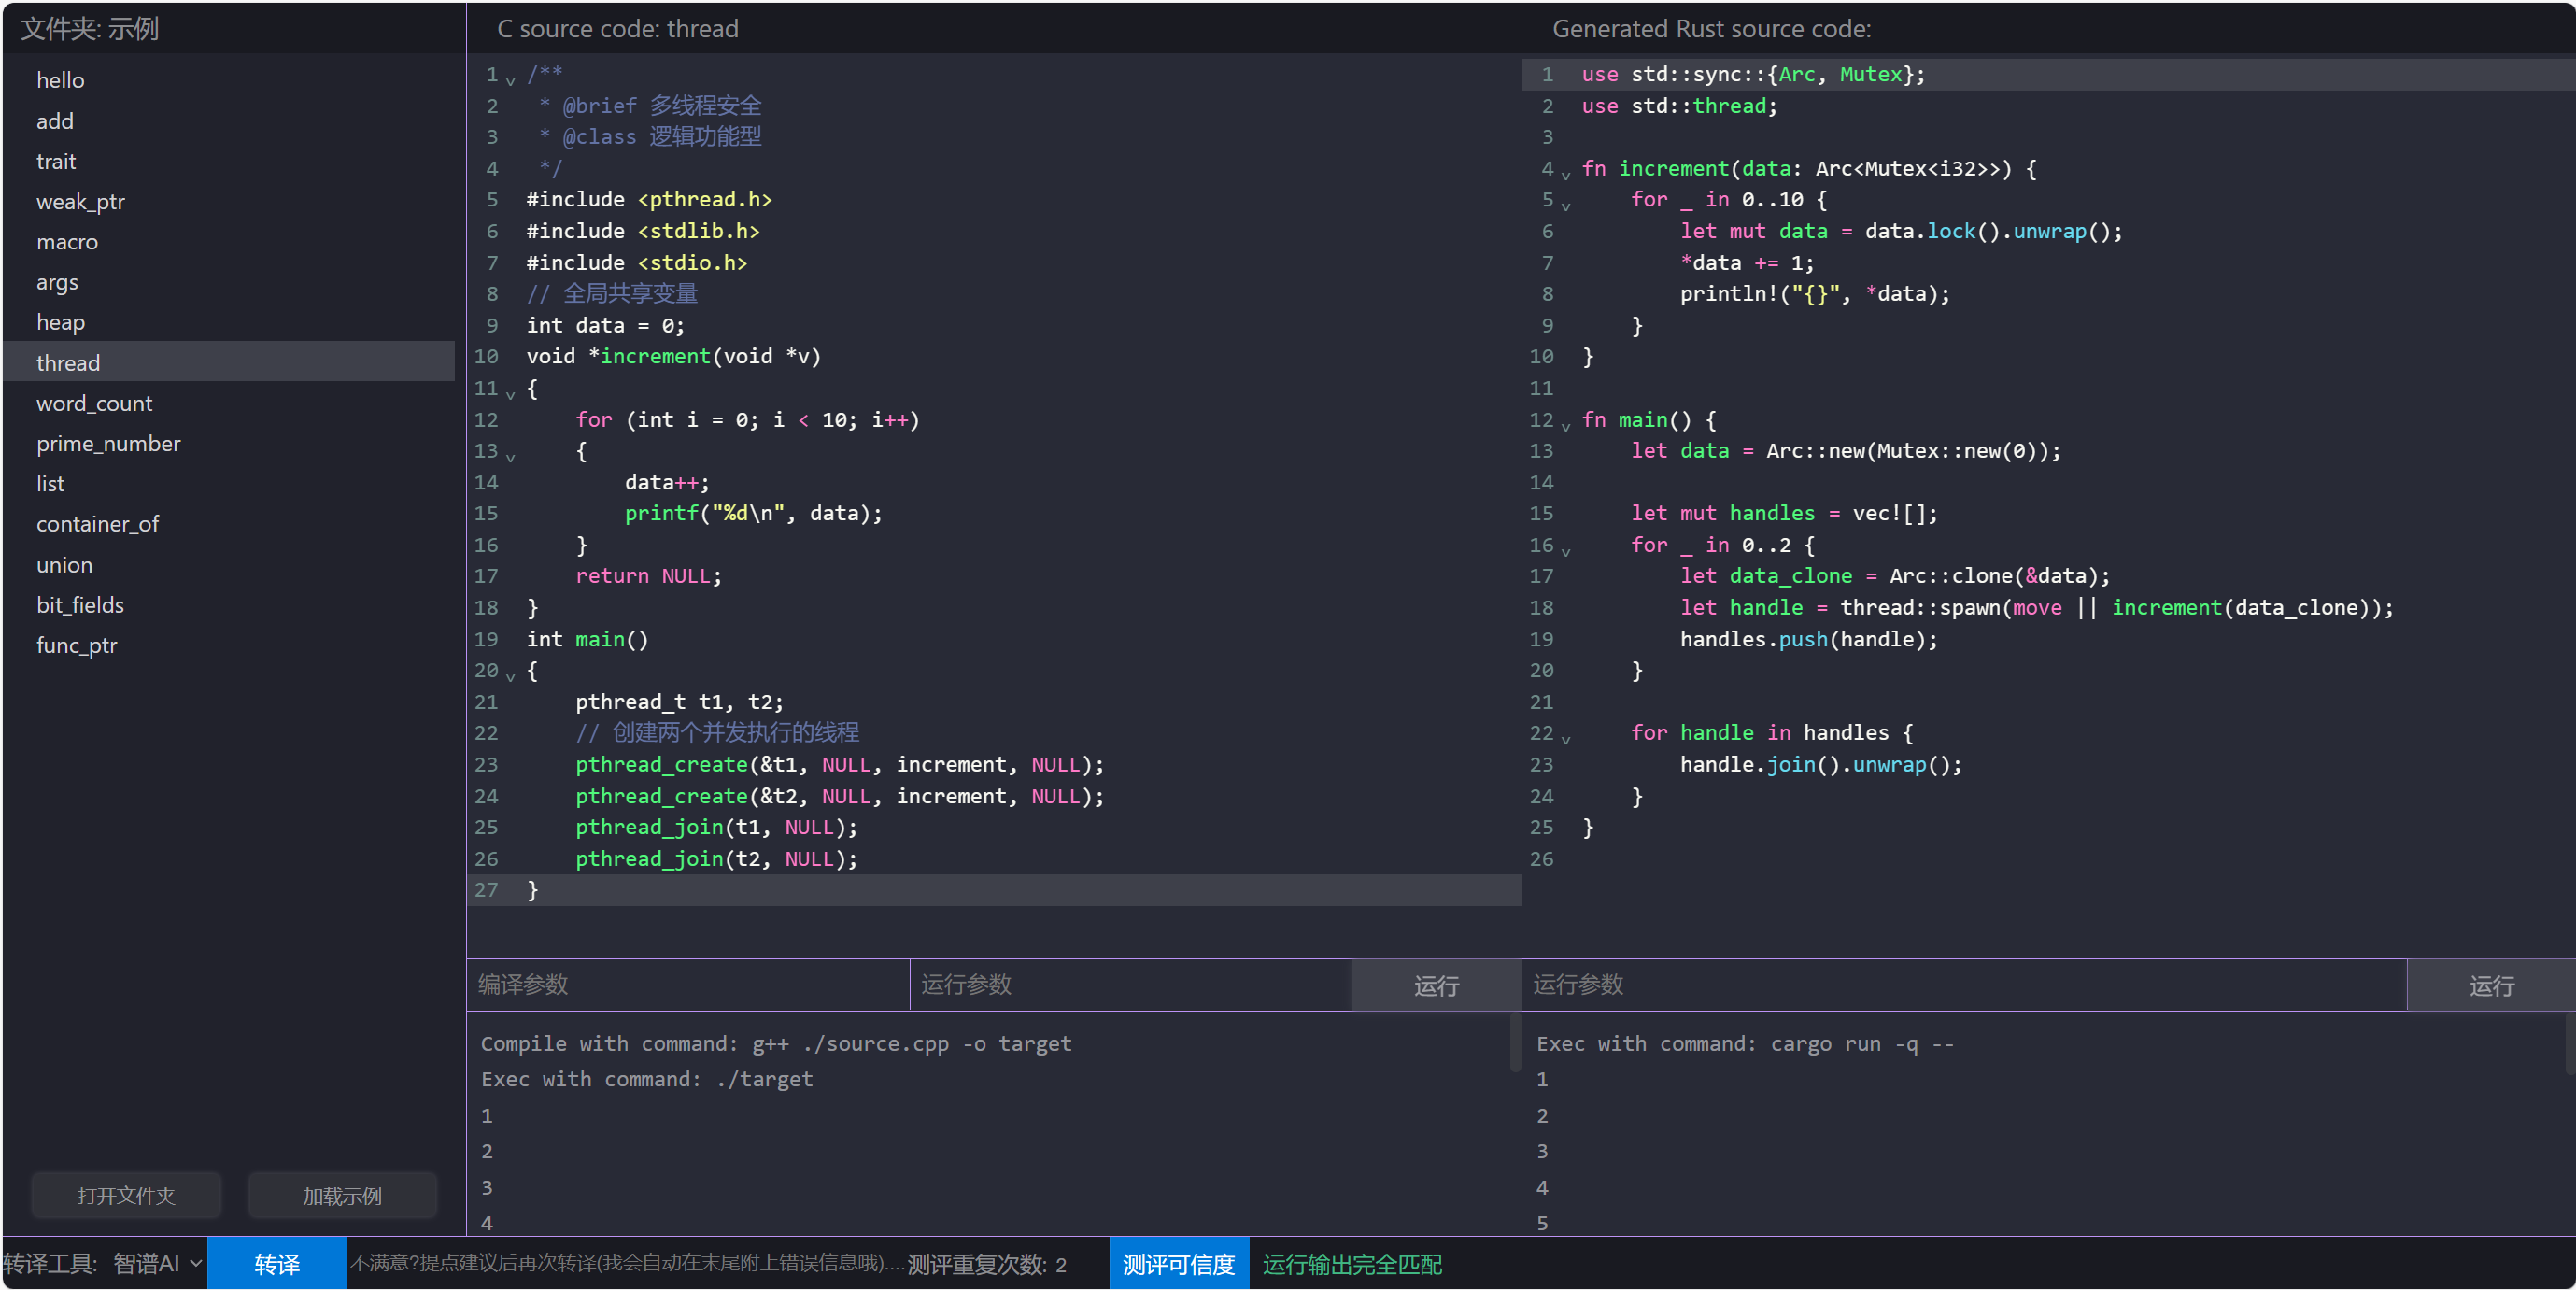 文件夹: 示例
hello
add
trait
weak_ptr
macro
args
heap
thread
word_count
prime_number
list
container_of
union
bit_fields
func_ptr
打开文件夹 加载示例
C source code: thread
1 /**
2  * @brief 多线程安全
3  * @class 逻辑功能型
4  */
5 #include <pthread.h>
6 #include <stdlib.h>
7 #include <stdio.h>
8 // 全局共享变量
9 int data = 0;
10 void *increment(void *v)
11 {
12     for (int i = 0; i < 10; i++)
13     {
14         data++;
15         printf("%d\n", data);
16     }
17     return NULL;
18 }
19 int main()
20 {
21     pthread_t t1, t2;
22     // 创建两个并发执行的线程
23     pthread_create(&t1, NULL, increment, NULL);
24     pthread_create(&t2, NULL, increment, NULL);
25     pthread_join(t1, NULL);
26     pthread_join(t2, NULL);
27 }
编译参数 运行参数 运行
Compile with command: g++ ./source.cpp -o target
Exec with command: ./target
1
2
3
4
Generated Rust source code:
1 use std::sync::{Arc, Mutex};
2 use std::thread;
3
4 fn increment(data: Arc<Mutex<i32>>) {
5     for _ in 0..10 {
6         let mut data = data.lock().unwrap();
7         *data += 1;
8         println!("{}", *data);
9     }
10 }
11
12 fn main() {
13     let data = Arc::new(Mutex::new(0));
14
15     let mut handles = vec![];
16     for _ in 0..2 {
17         let data_clone = Arc::clone(&data);
18         let handle = thread::spawn(move || increment(data_clone));
19         handles.push(handle);
20     }
21
22     for handle in handles {
23         handle.join().unwrap();
24     }
25 }
26
运行参数 运行
Exec with command: cargo run -q --
1
2
3
4
5
转译工具: 智谱AI 转译 不满意?提点建议后再次转译(我会自动在末尾附上错误信息哦).... 测评重复次数: 2 测评可信度 运行输出完全匹配